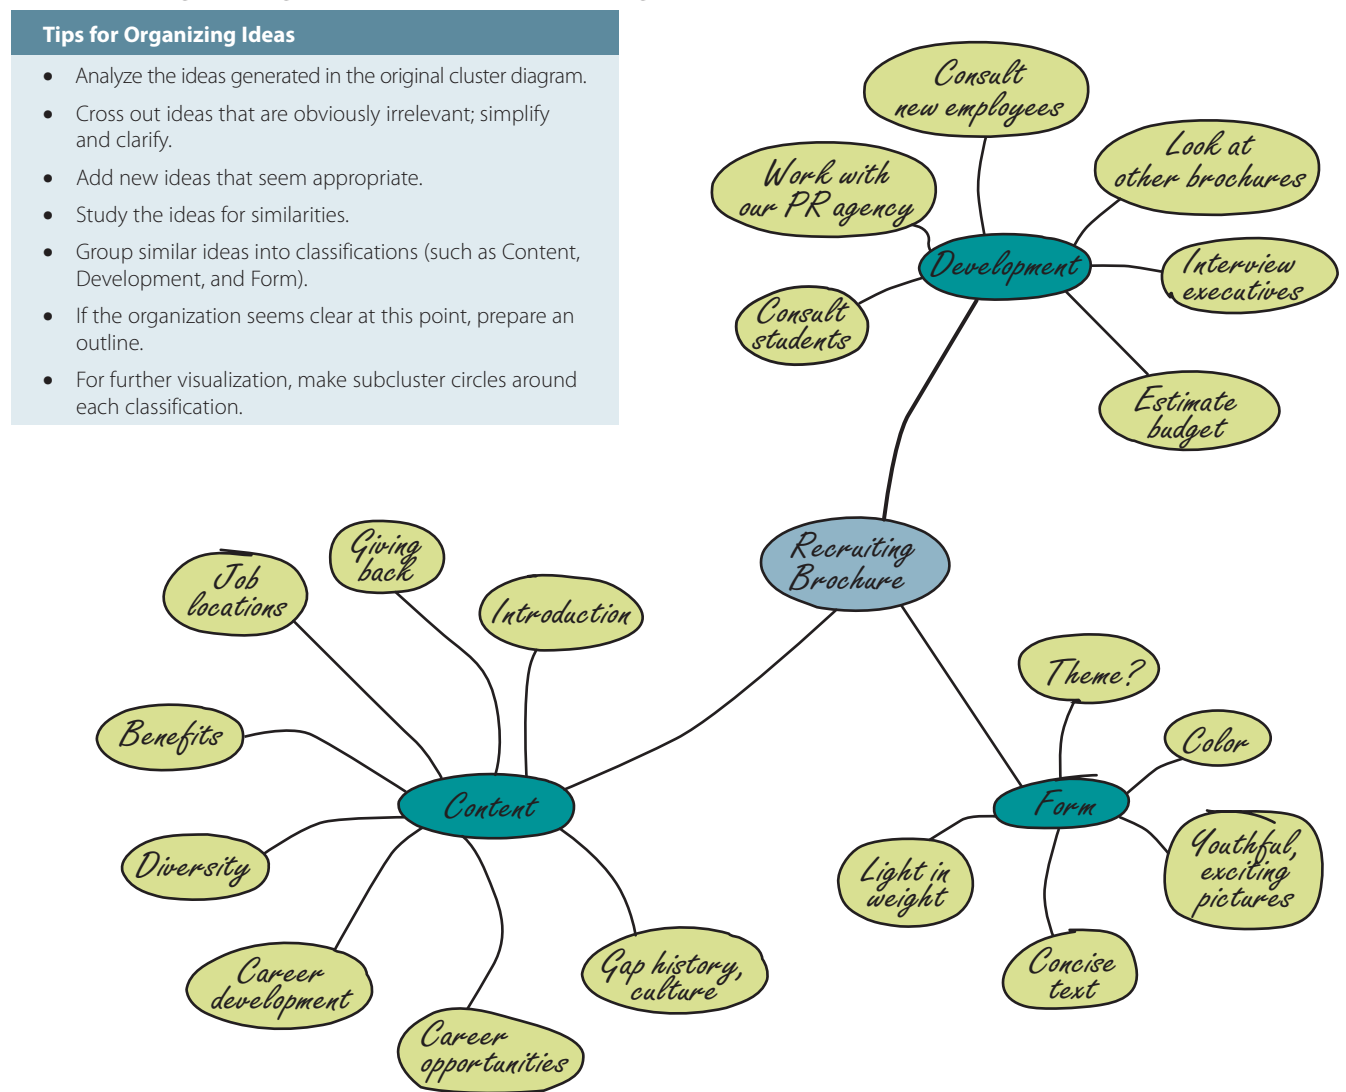 Tips for Organizing Ideas
• Analyze the ideas generated in the original cluster diagram.
• Cross out ideas that are obviously irrelevant; simplify
and clarify.
• Add new ideas that seem appropriate.
• Study the ideas for similarities.
• Group similar ideas into classifications (such as Content,
Development, and Form).
• If the organization seems clear at this point, prepare an
outline.
• For further visualization, make subcluster circles around
each classification.
Consult
new employees
Look at
other brochures
Work with
our PR agency
Development
Interview
executives
Consult
students
Estimate
budget
Recruiting
Brochure
Giving
back
Job
locations
Introduction
Benefits
Content
Diversity
Career
development
Career
opportunities
Gap history,
culture
Theme?
Color
Form
Youthful,
exciting
pictures
Light in
weight
Concise
text